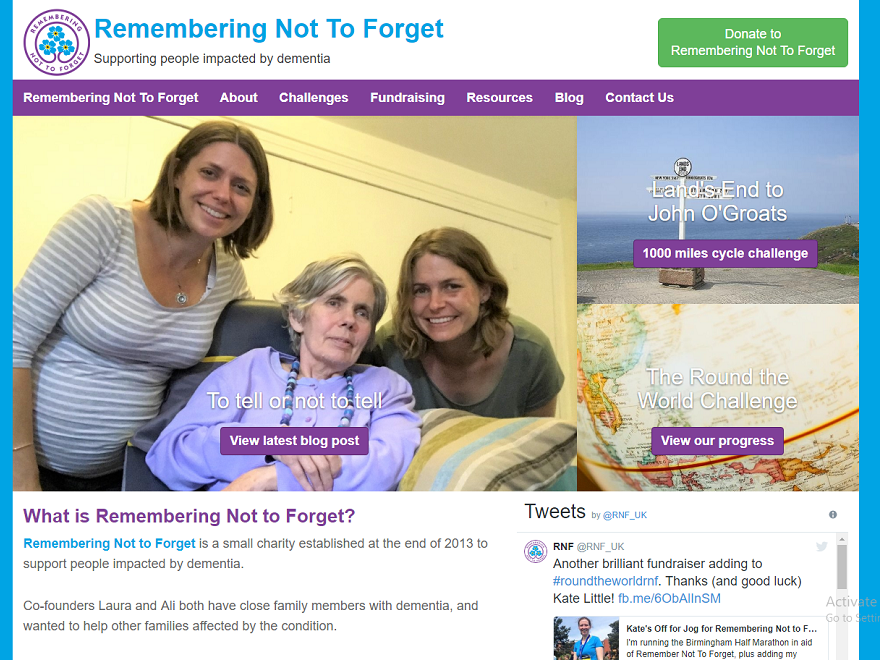 REMEMBERING
NOT TO FORGET
Remembering Not To Forget
Supporting people impacted by dementia
Donate to
Remembering Not To Forget
Remembering Not To Forget About Challenges Fundraising Resources Blog Contact Us
LANDS
END
Land's End to
John O'Groats
1000 miles cycle challenge
To tell or not to tell
View latest blog post
The Round the
World Challenge
View our progress
What is Remembering Not to Forget?
Remembering Not to Forget is a small charity established at the end of 2013 to
support people impacted by dementia.
Co-founders Laura and Ali both have close family members with dementia, and
wanted to help other families affected by the condition.
Tweets by @RNF_UK
RNF @RNF_UK
Another brilliant fundraiser adding to
#roundtheworldrnf. Thanks (and good luck)
Kate Little! fb.me/6ObAlInSM
Kate's Off for Jog for Remembering Not to F...
I'm running the Birmingham Half Marathon in aid
of Remember Not To Forget, plus adding my
Activate
Go to Settin